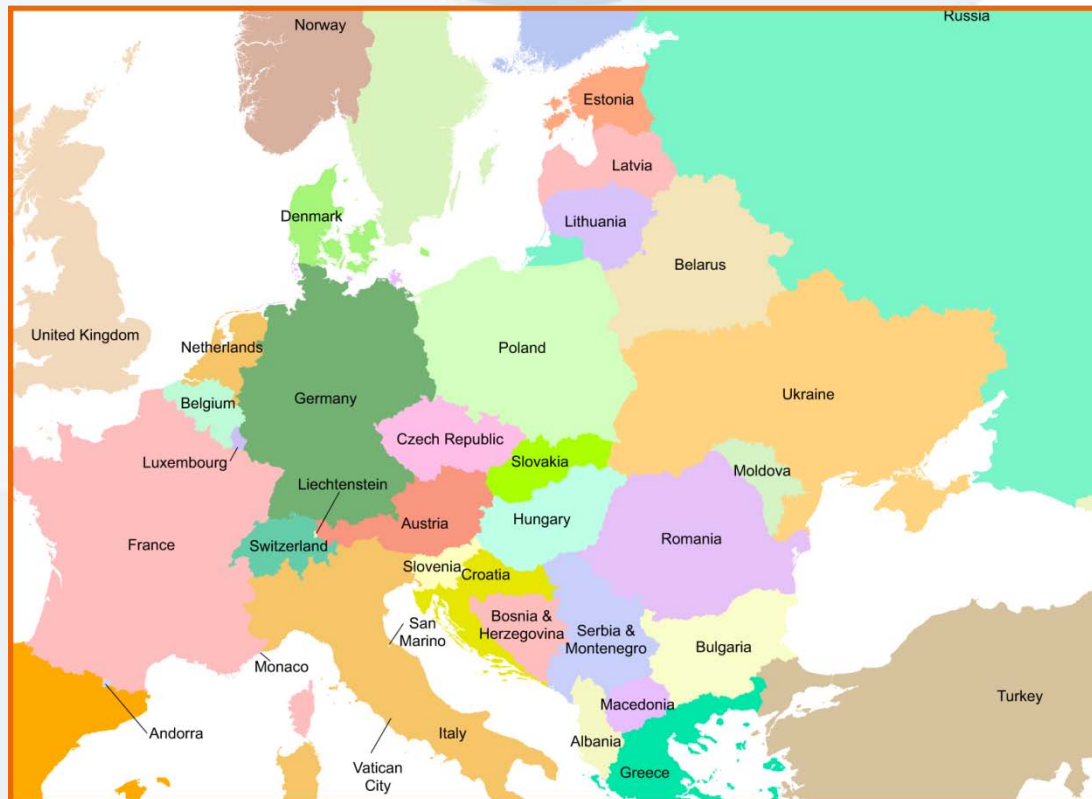 Russia
Norway
Estonia
Latvia
Denmark
Lithuania
Belarus
United Kingdom
Netherlands
Poland
Germany
Ukraine
Belgium
Czech Republic
Luxembourg
Slovakia
Moldova
Liechtenstein
Hungary
Austria
France
Switzerland
Romania
Slovenia
Croatia
Bosnia &
Herzegovina
San
Marino
Serbia &
Montenegro
Bulgaria
Monaco
Macedonia
Turkey
Andorra
Italy
Albania
Vatican
City
Greece